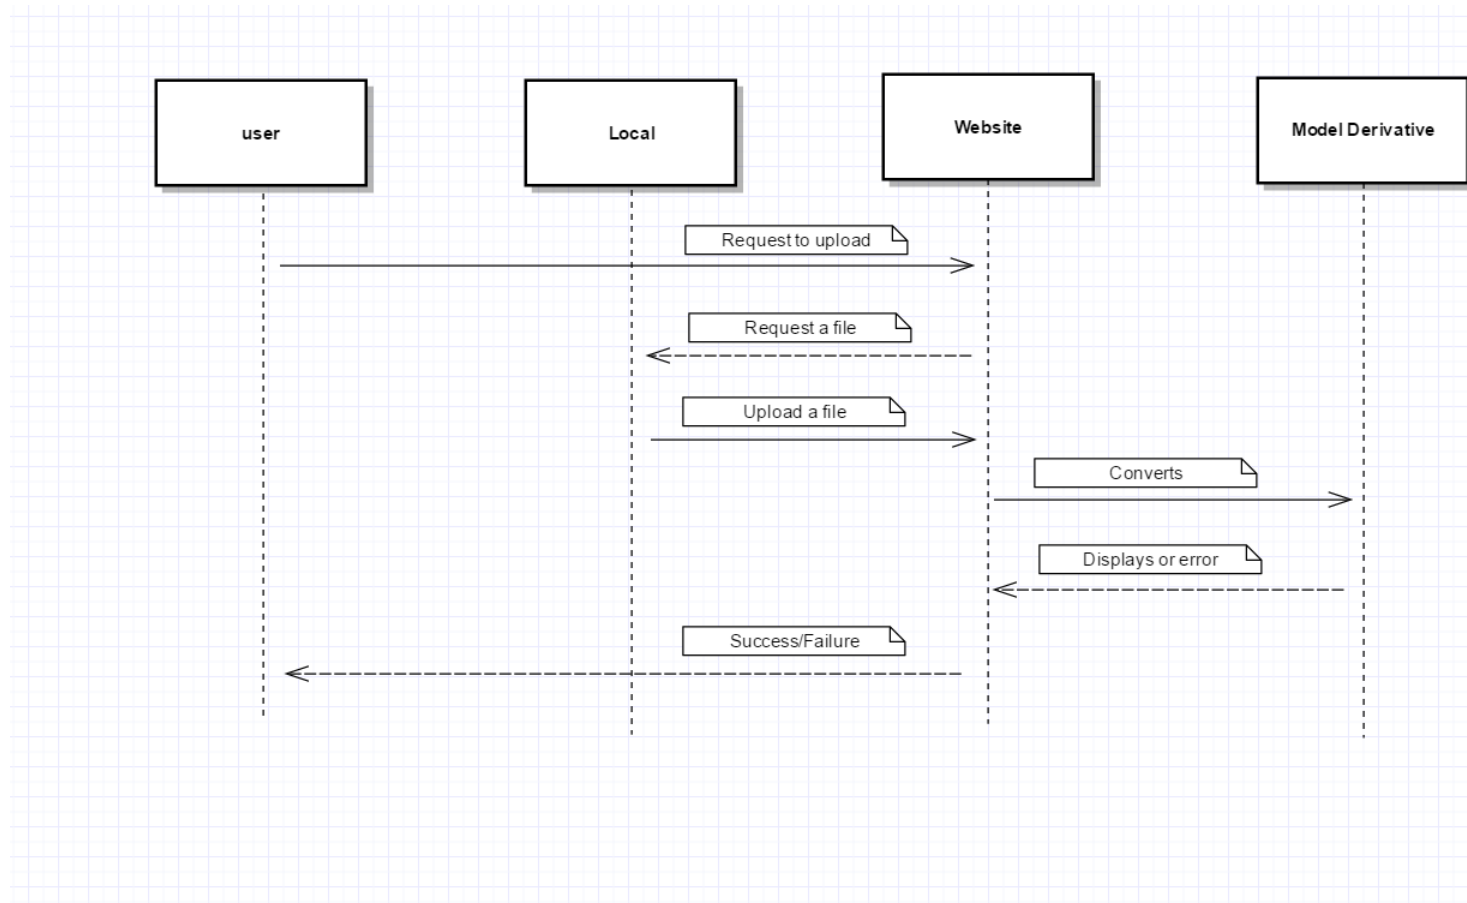 user
Local
Website
Model Derivative
Request to upload
Request a file
Upload a file
Converts
Displays or error
Success/Failure